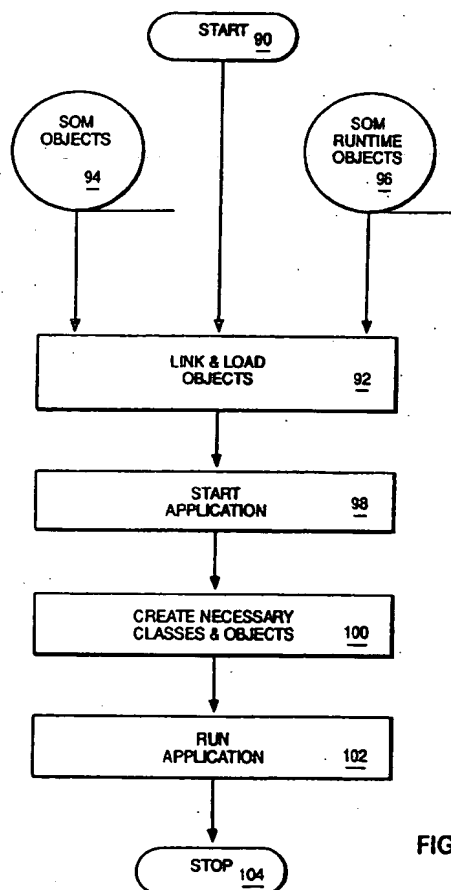 START 90
SOM
OBJECTS
94
SOM
RUNTIME
OBJECTS
96
LINK & LOAD
OBJECTS 92
START
APPLICATION 98
CREATE NECESSARY
CLASSES & OBJECTS 100
RUN
APPLICATION 102
STOP 104
FIG